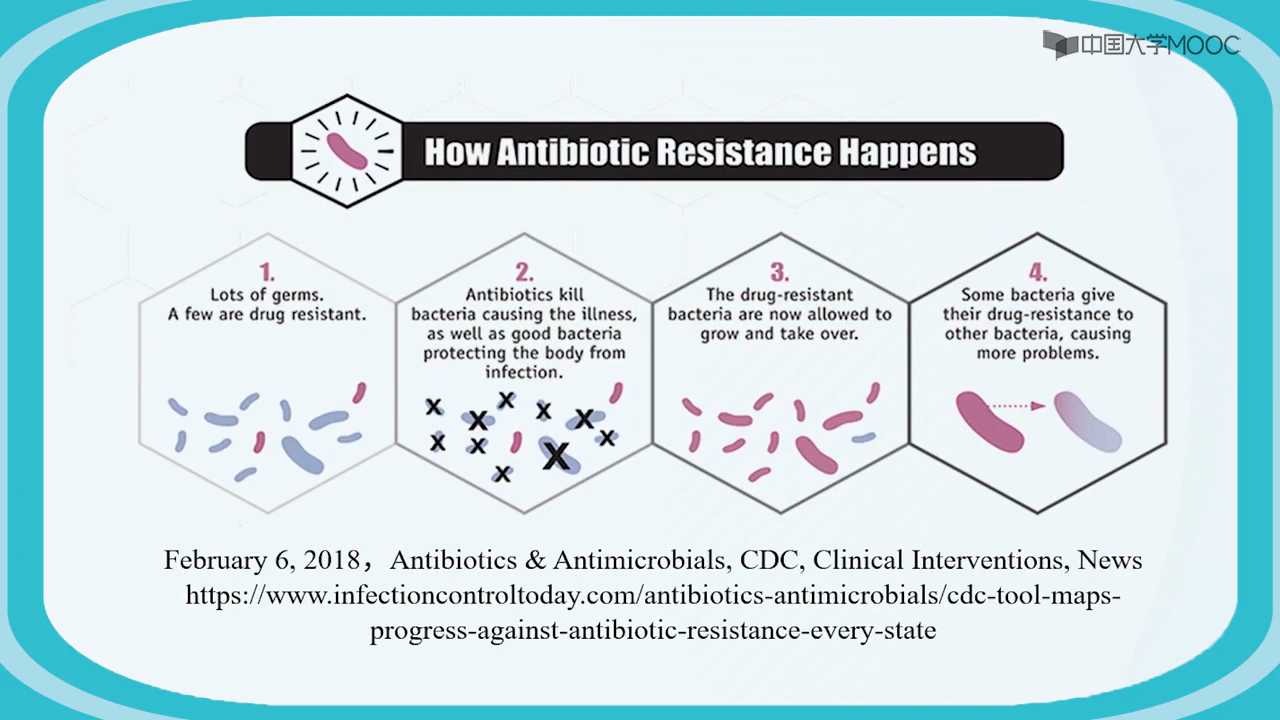 中国大学MOOC
How Antibiotic Resistance Happens
1.
Lots of germs.
A few are drug resistant.
2.
Antibiotics kill
bacteria causing the illness,
as well as good bacteria
protecting the body from
infection.
X X X X X X X X X X X
3.
The drug-resistant
bacteria are now allowed to
grow and take over.
4.
Some bacteria give
their drug-resistance to
other bacteria, causing
more problems.
February 6, 2018，Antibiotics & Antimicrobials, CDC, Clinical Interventions, News
https://www.infectioncontroltoday.com/antibiotics-antimicrobials/cdc-tool-maps-
progress-against-antibiotic-resistance-every-state